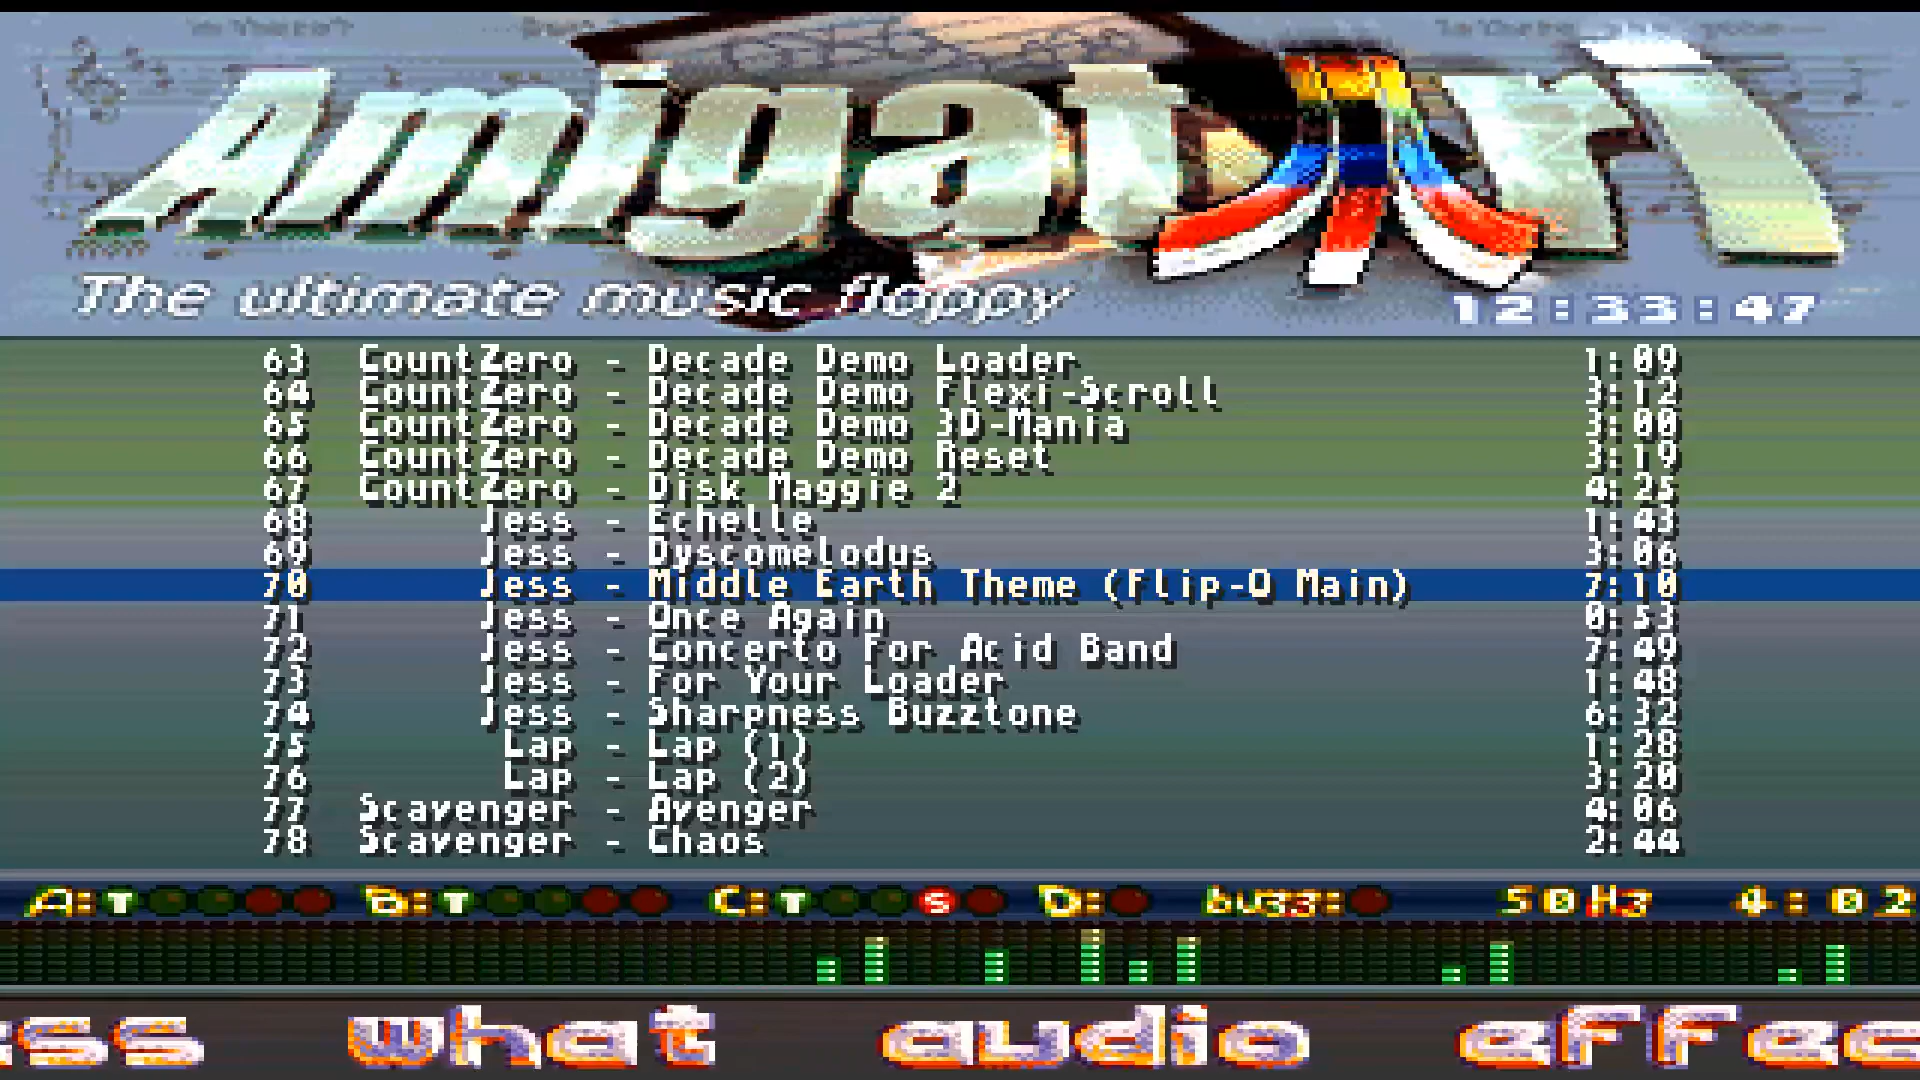 AmigAtari
The ultimate music floppy
12:33:47
63 CountZero - Decade Demo Loader 1:09
64 CountZero - Decade Demo Flexi-Scroll 3:12
65 CountZero - Decade Demo 3D-Mania 3:00
66 CountZero - Decade Demo Reset 3:19
67 CountZero - Disk Maggie 2 4:25
68 Jess - Echelle 1:43
69 Jess - Dyscomelodus 3:06
70 Jess - Middle Earth Theme (Flip-O Main) 7:10
71 Jess - Once Again 0:53
72 Jess - Concerto For Acid Band 7:49
73 Jess - For Your Loader 1:48
74 Jess - Sharpness Buzztone 6:32
75 Lap - Lap (1) 1:28
76 Lap - Lap (2) 3:20
77 Scavenger - Avenger 4:06
78 Scavenger - Chaos 2:44
A:T B:T C:T S D: buzz: 50Hz 4:02
ess what audio effec